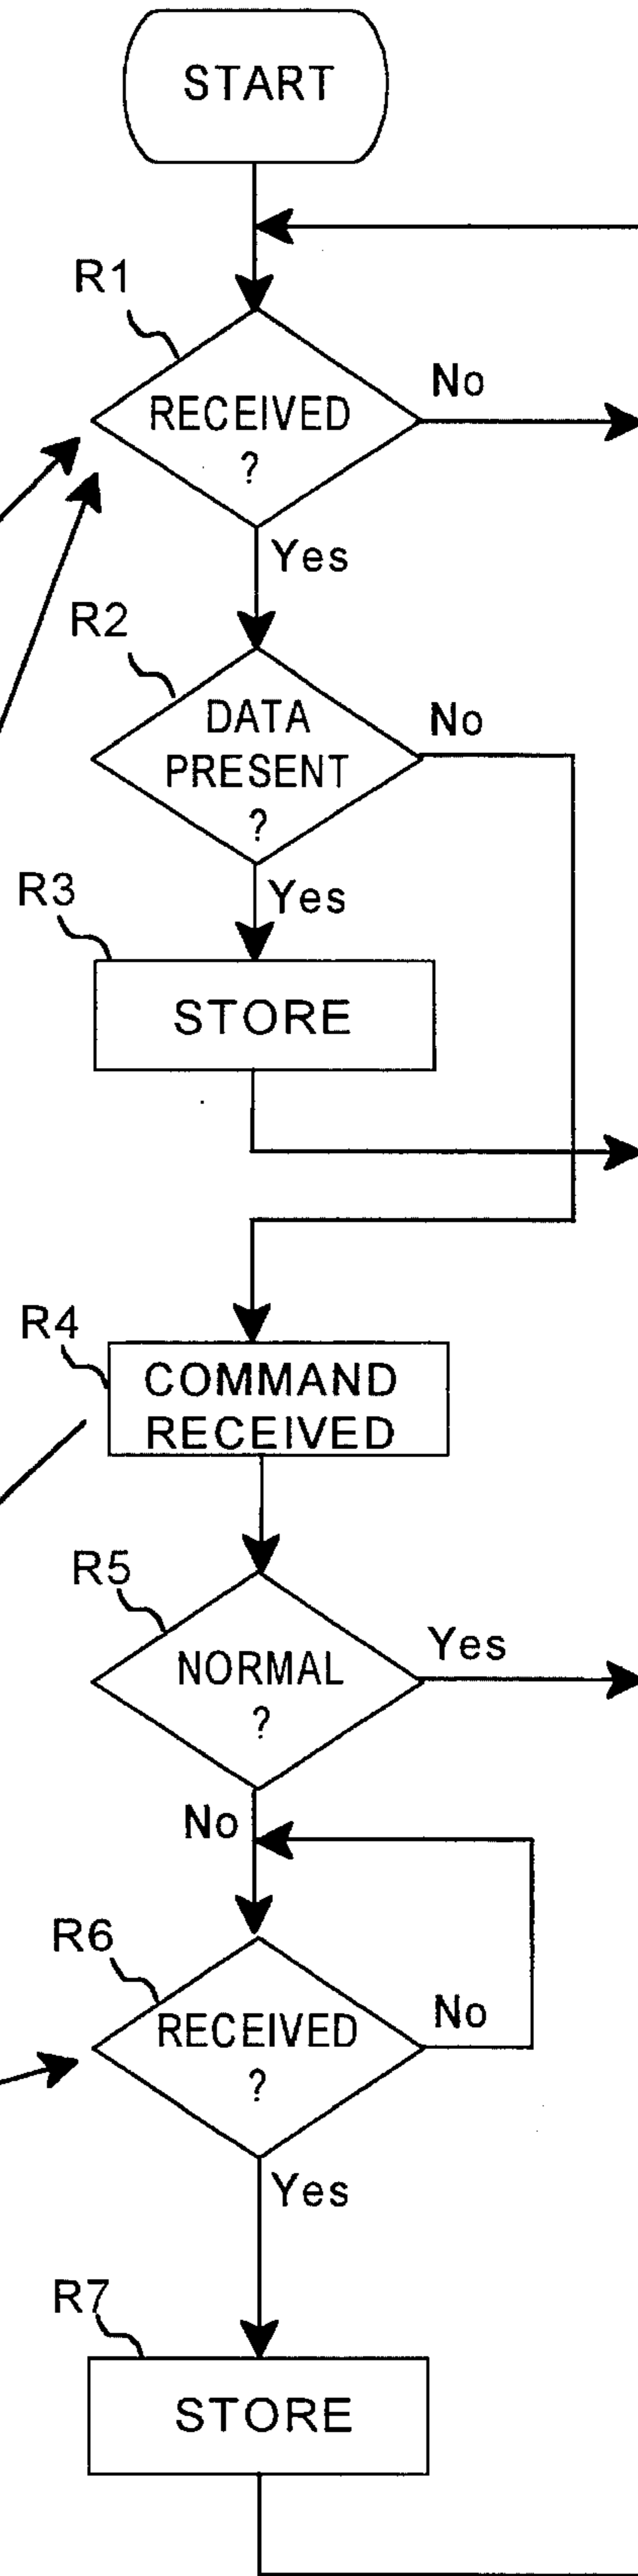 START
R1
RECEIVED
?
No
Yes
R2
DATA
PRESENT
?
No
Yes
R3
STORE
R4
COMMAND
RECEIVED
R5
NORMAL
?
Yes
No
R6
RECEIVED
?
No
Yes
R7
STORE